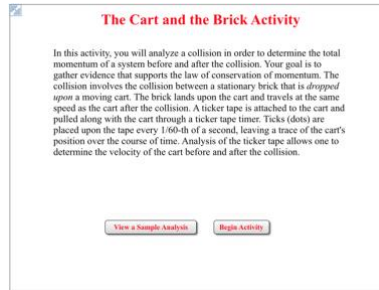 The Cart and the Brick Activity
In this activity, you will analyze a collision in order to determine the total
momentum of a system before and after the collision. Your goal is to
gather evidence that supports the law of conservation of momentum. The
collision involves the collision between a stationary brick that is dropped
upon a moving cart. The brick lands upon the cart and travels at the same
speed as the cart after the collision. A ticker tape is attached to the cart and
pulled along with the cart through a ticker tape timer. Ticks (dots) are
placed upon the tape every 1/60-th of a second, leaving a trace of the cart's
position over the course of time. Analysis of the ticker tape allows one to
determine the velocity of the cart before and after the collision.
View a Sample Analysis
Begin Activity